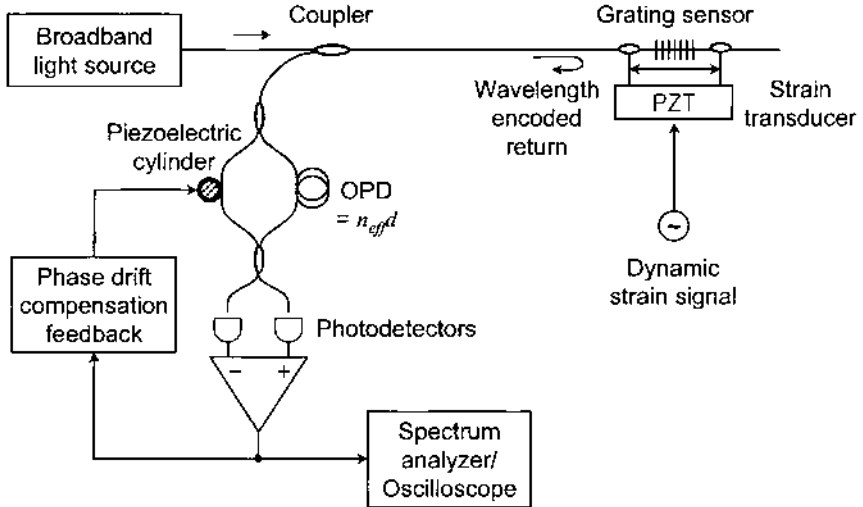 Coupler
Grating sensor
Broadband
light source
Wavelength
encoded
return
PZT
Strain
transducer
Piezoelectric
cylinder
OPD
= n_eff d
~
Dynamic
strain signal
Phase drift
compensation
feedback
Photodetectors
− +
Spectrum
analyzer/
Oscilloscope